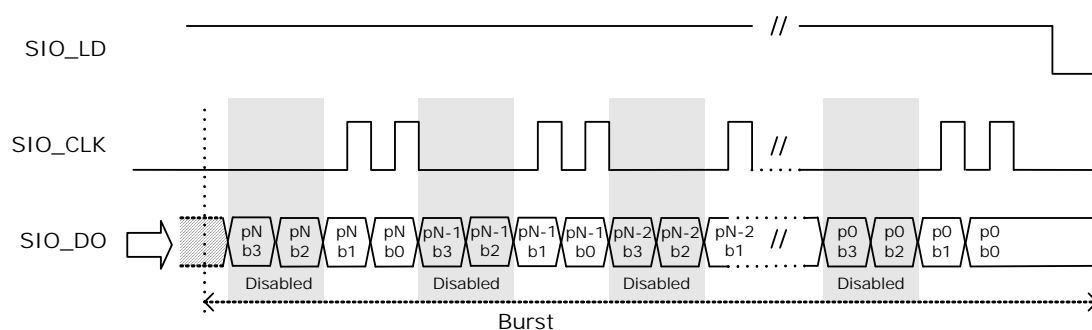 SIO_LD
//
SIO_CLK
//
SIO_DO
pN pN pN pN pN-1 pN-1 pN-1 pN-1 pN-2 pN-2 pN-2 // p0 p0 p0 p0
b3 b2 b1 b0 b3 b2 b1 b0 b3 b2 b1 b3 b2 b1 b0
Disabled Disabled Disabled Disabled
Burst